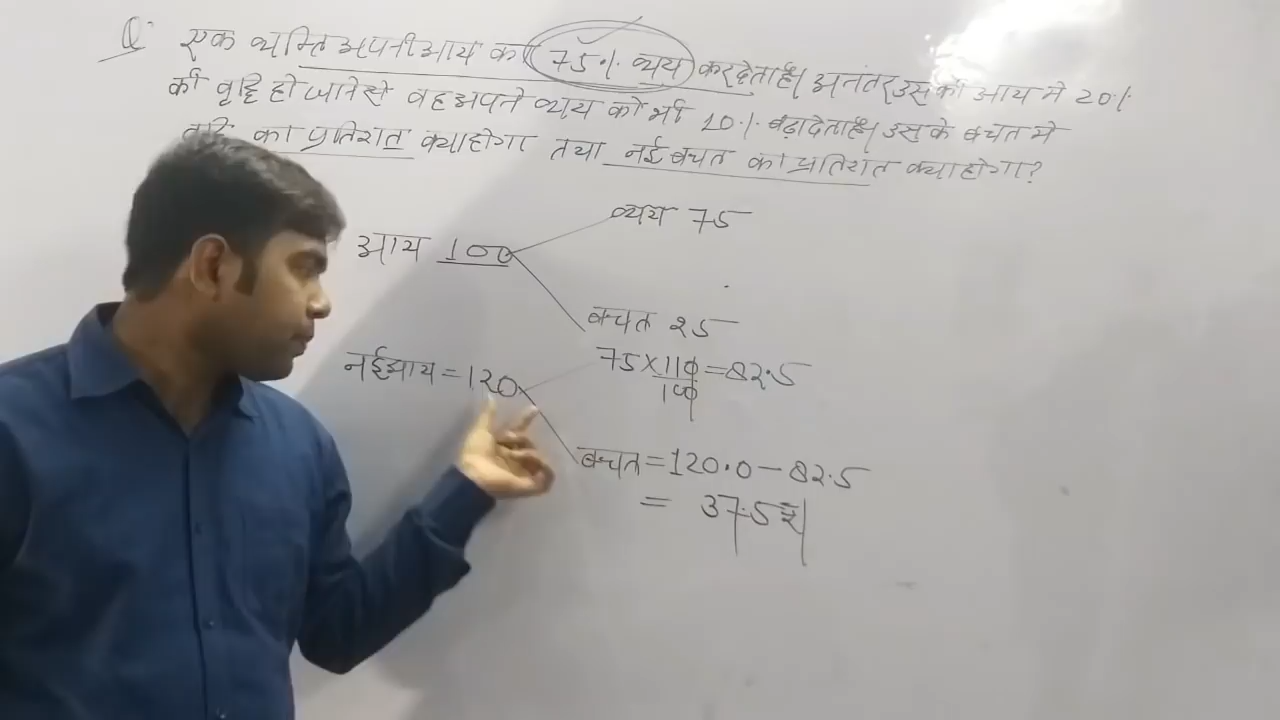 Q. एक व्यक्ति अपनी आय का 75% व्यय कर देता है। अनंतर उसकी आय मे 20%
की वृद्धि हो जाने से वह अपने व्यय को भी 10% बढ़ा देता है। उसके बचत मे
का प्रतिशत क्या होगा तथा नई बचत का प्रतिशत क्या होगा?
व्यय 75
आय 100
बचत 25
75×110/100=82.5
नई आय=120
बचत=120.0-82.5
= 37.5 रु